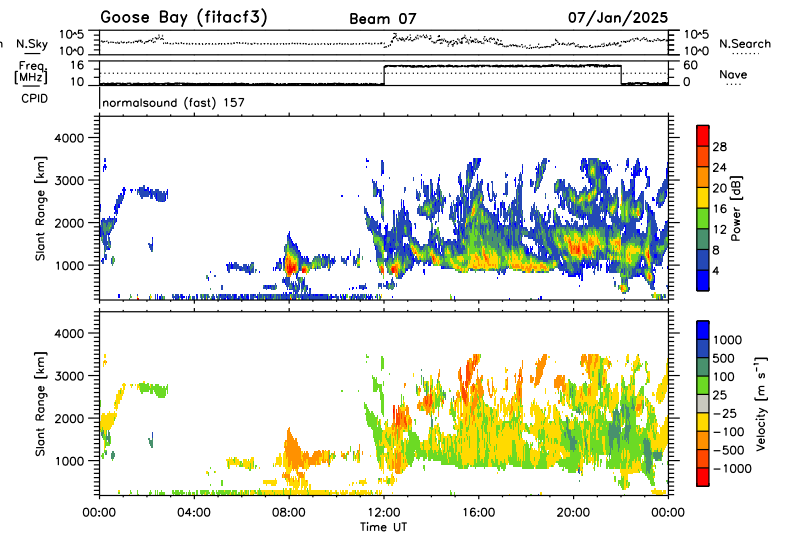 Goose Bay (fitacf3) Beam 07 07/Jan/2025
n N.Sky 10^5 10^0 10^5 10^0 N.Search
Freq. [MHz] 16 10 60 0 Nave
CPID normalsound (fast) 157
Slant Range [km]
4000
3000
2000
1000
28
24
20
16
12
8
4
Power [dB]
Slant Range [km]
4000
3000
2000
1000
1000
500
100
25
-25
-100
-500
-1000
Velocity [m s⁻¹]
00:00 04:00 08:00 12:00 16:00 20:00 00:00
Time UT